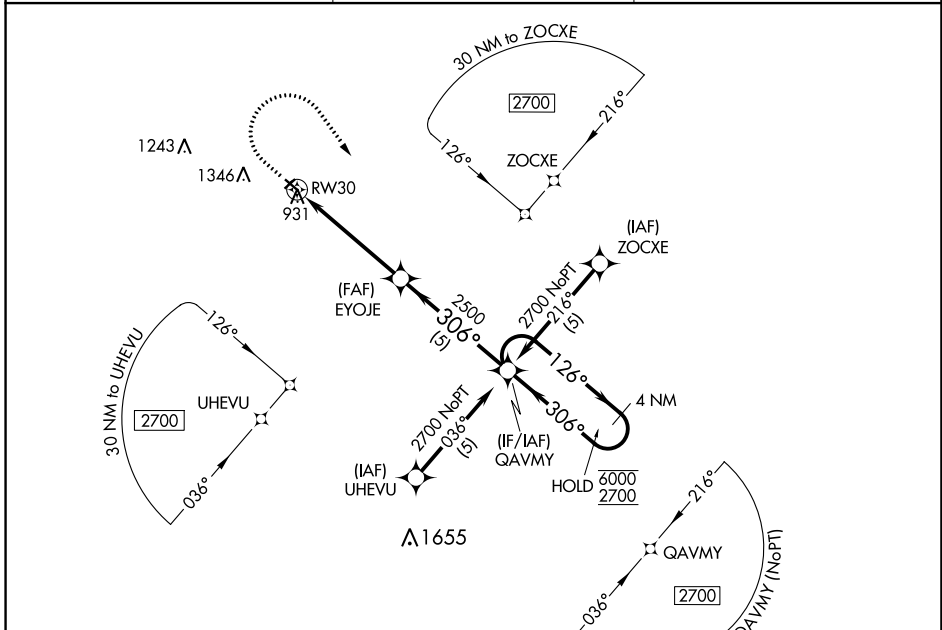 30 NM to ZOCXE
2700
216°
126°
ZOCXE
1243
1346
RW30
931
(IAF)
ZOCXE
(FAF)
EYOJE
2500
306°
(5)
2700 NoPT
216°
(5)
126°
30 NM to UHEVU
126°
UHEVU
2700
036°
2700 NoPT
036°
(5)
306°
4 NM
(IF/IAF)
QAVMY
(IAF)
UHEVU
HOLD 6000
2700
1655
216°
QAVMY
2700
036°
QAVMY (NoPT)